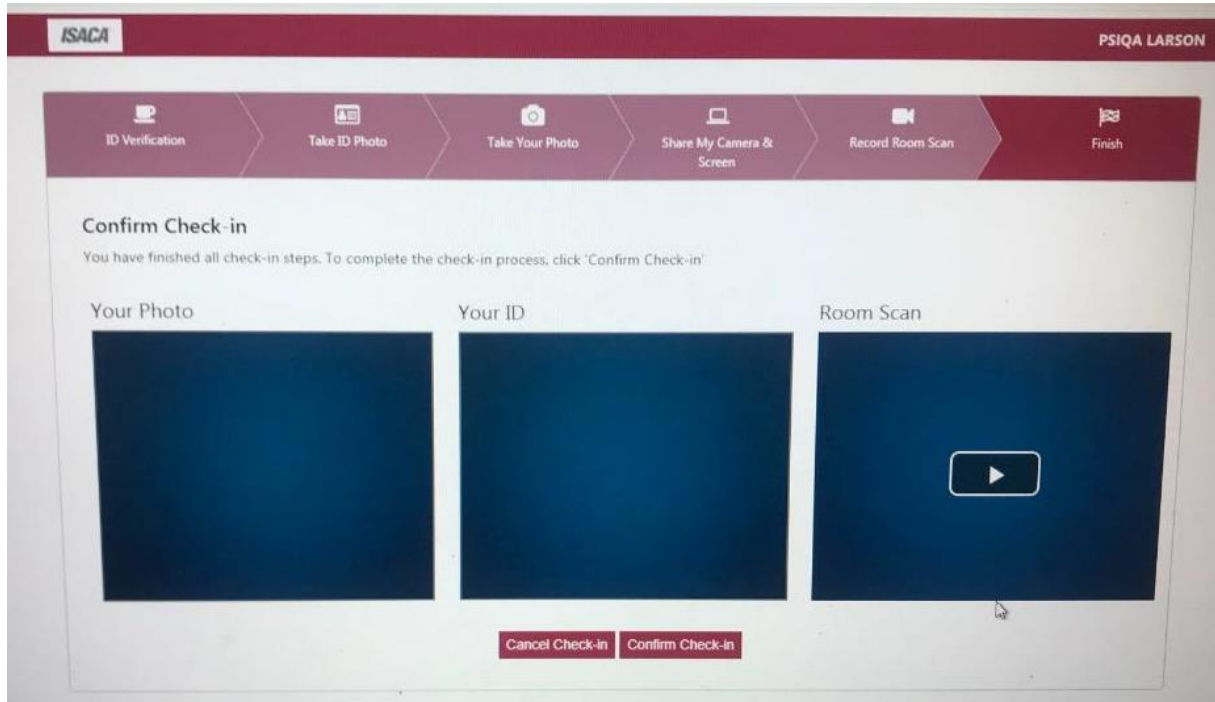 ISACA
PSIQA LARSON
ID Verification
Take ID Photo
Take Your Photo
Share My Camera &
Screen
Record Room Scan
Finish
Confirm Check-in
You have finished all check-in steps. To complete the check-in process, click 'Confirm Check-in'
Your Photo
Your ID
Room Scan
Cancel Check-in
Confirm Check-in